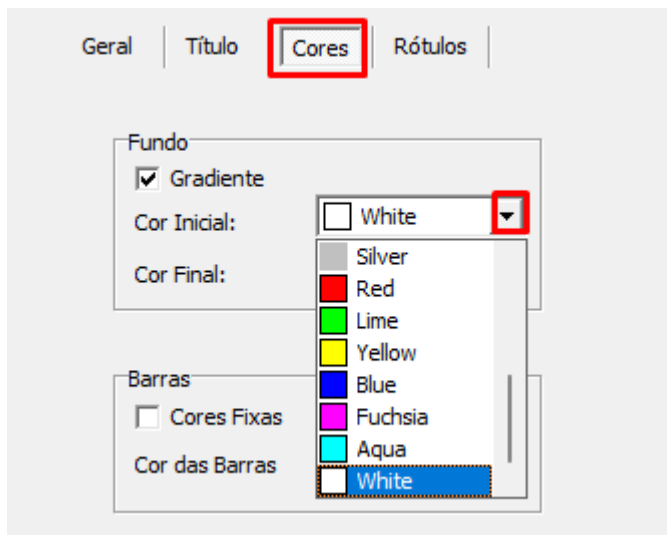 Geral Título Cores Rótulos
Fundo
Gradiente
Cor Inicial: White
Cor Final:
Silver
Red
Lime
Yellow
Blue
Fuchsia
Aqua
White
Barras
Cores Fixas
Cor das Barras